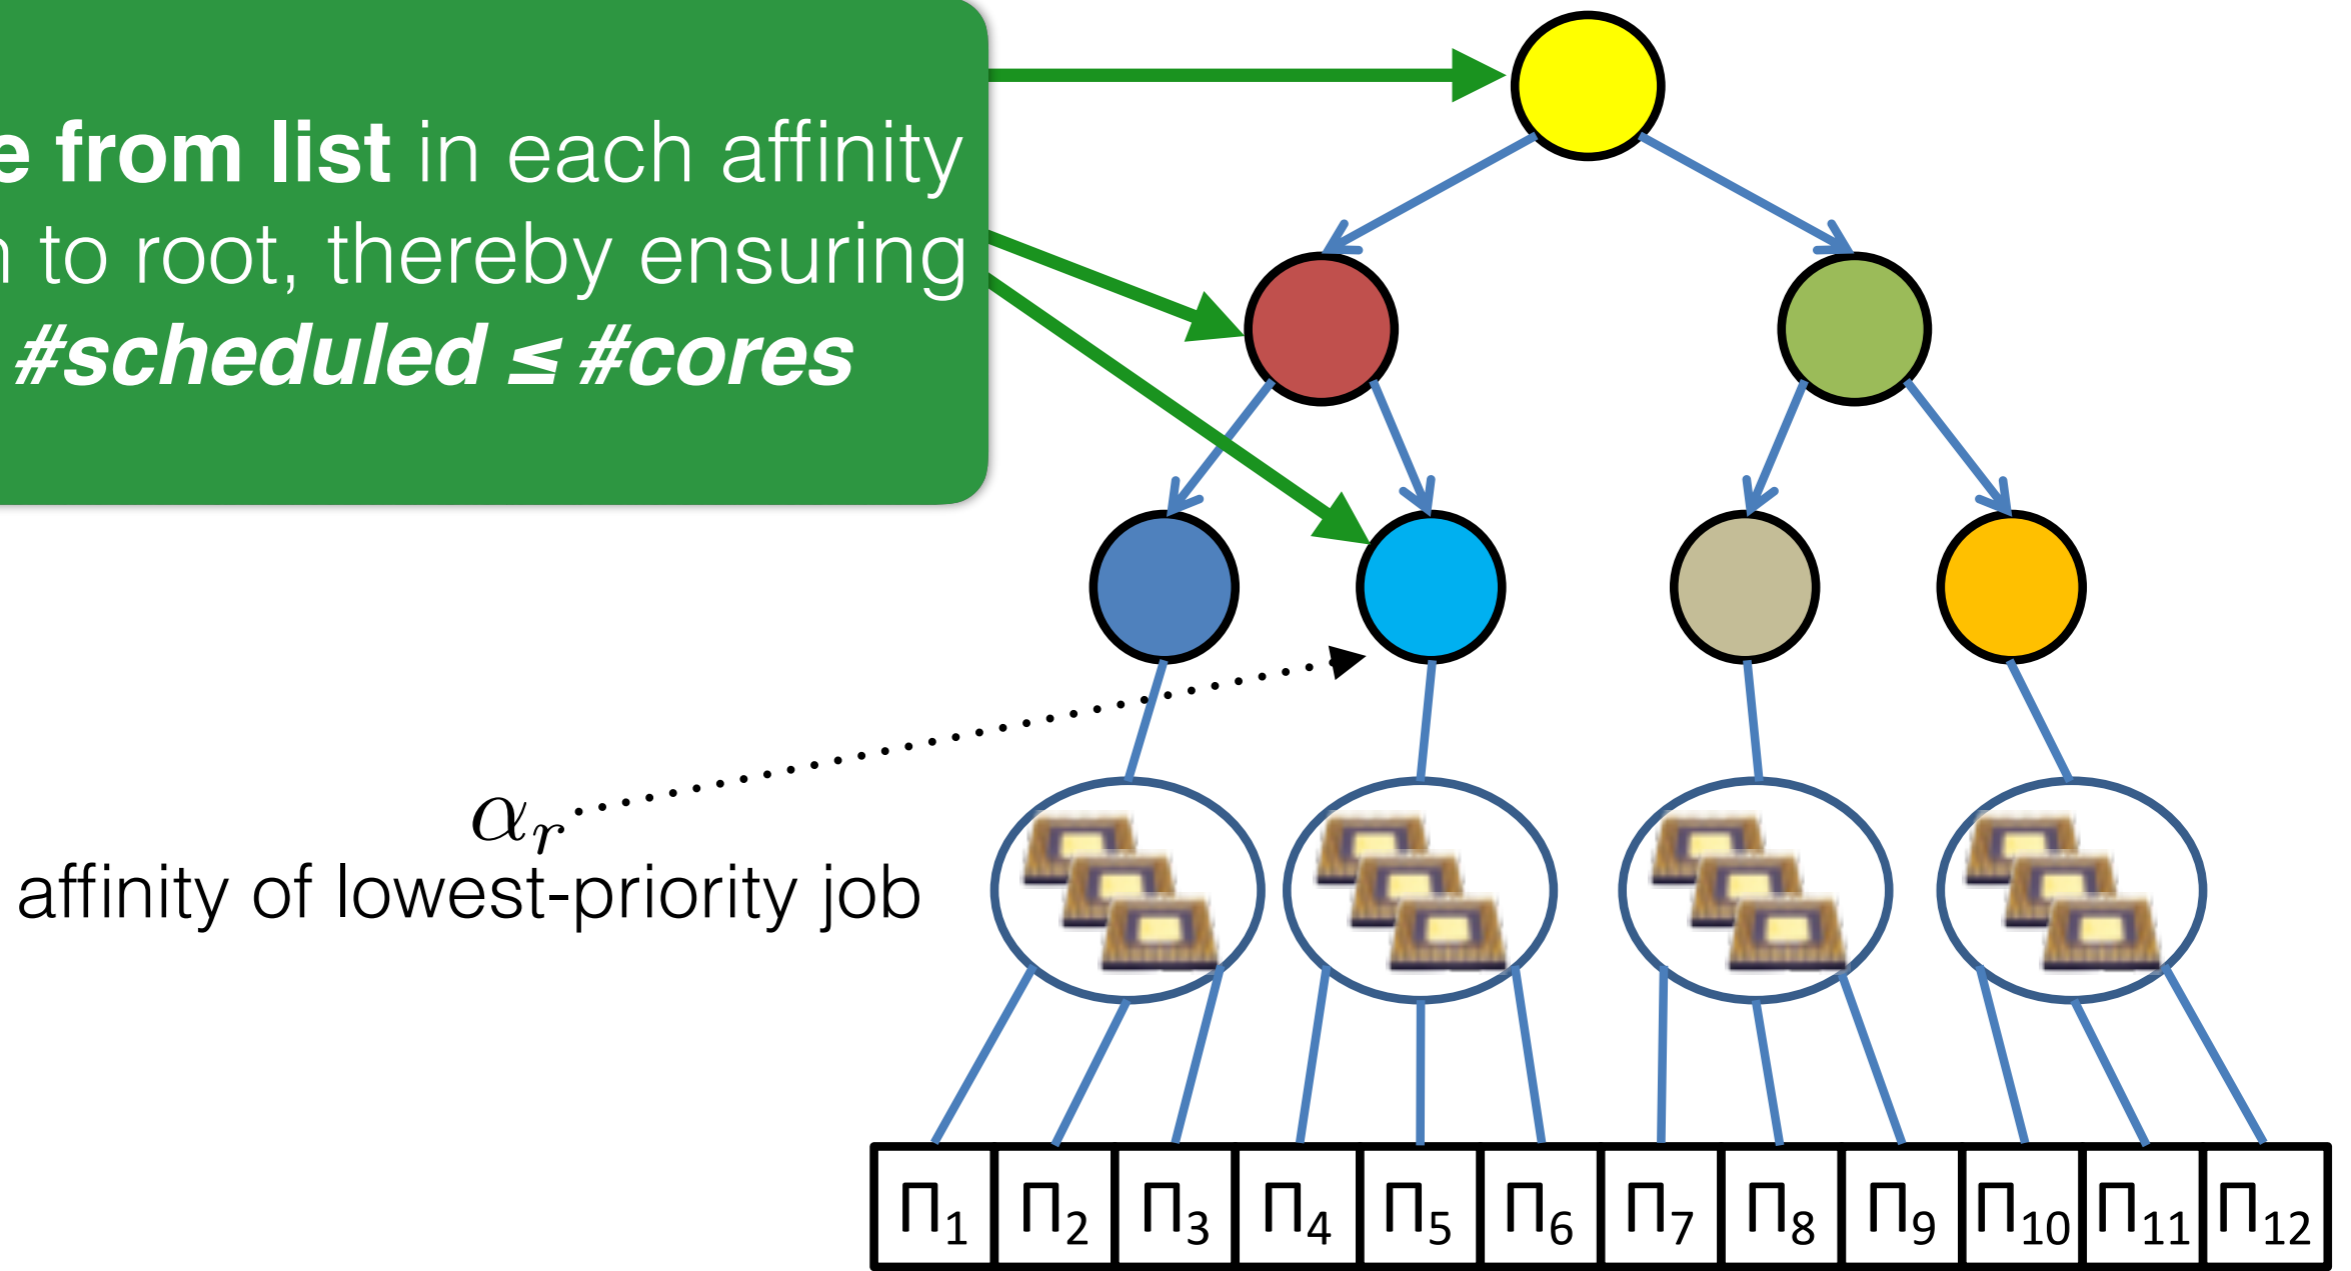 from list in each affinity
to root, thereby ensuring
#scheduled ≤ #cores
αᵣ
affinity of lowest-priority job
Π₁ Π₂ Π₃ Π₄ Π₅ Π₆ Π₇ Π₈ Π₉ Π₁₀ Π₁₁ Π₁₂